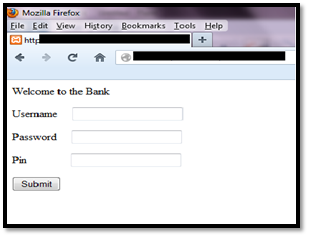 Mozilla Firefox
File Edit View History Bookmarks Tools Help
http
Welcome to the Bank
Username
Password
Pin
Submit